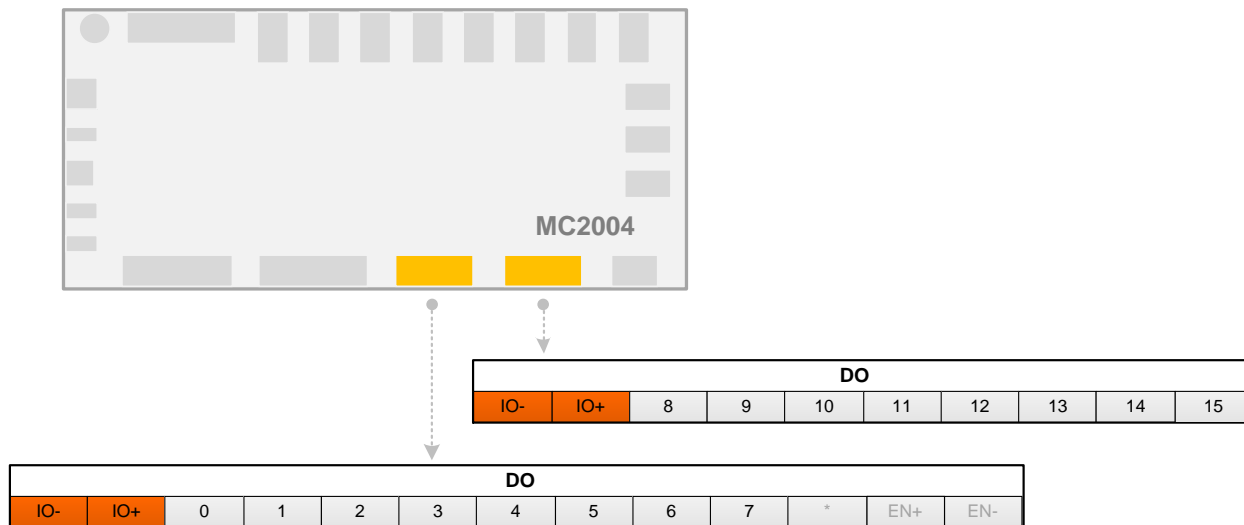 MC2004
DO
IO- IO+ 8 9 10 11 12 13 14 15
DO
IO- IO+ 0 1 2 3 4 5 6 7 * EN+ EN-